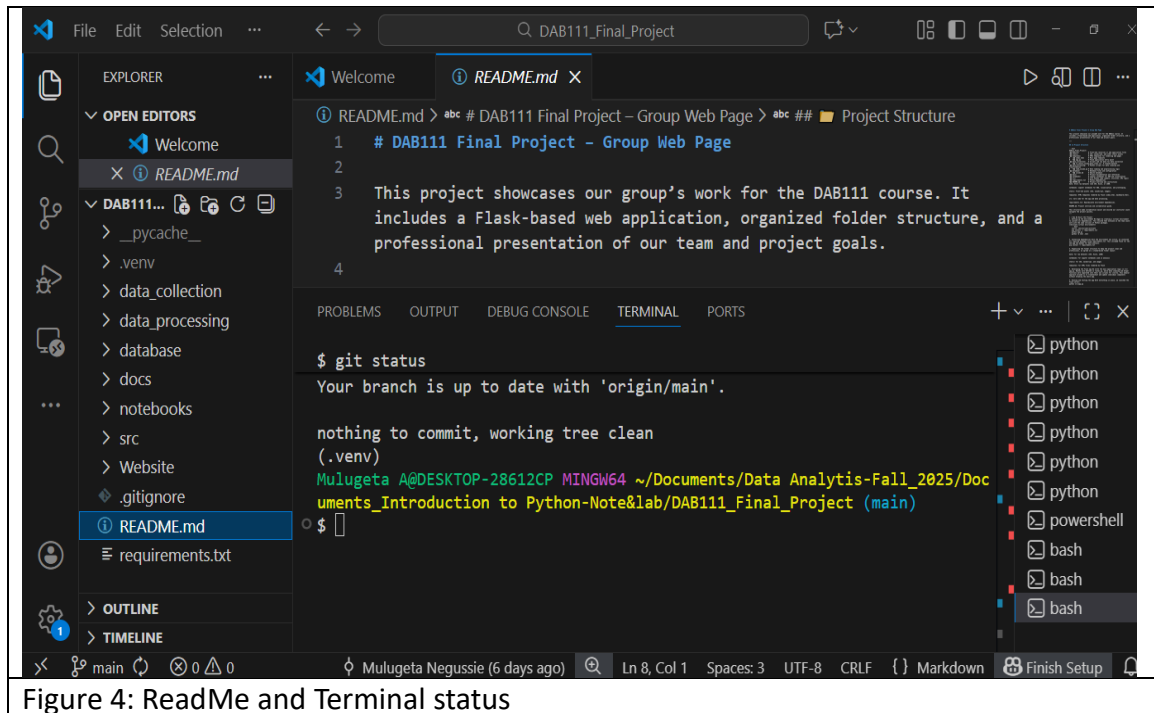 File Edit Selection ··· DAB111_Final_Project
EXPLORER ···
OPEN EDITORS
Welcome
README.md
DAB111...
__pycache__
.venv
data_collection
data_processing
database
docs
notebooks
src
Website
.gitignore
README.md
requirements.txt
OUTLINE
TIMELINE
Welcome README.md
README.md > abc # DAB111 Final Project – Group Web Page > abc ## Project Structure
1 # DAB111 Final Project – Group Web Page
2
3 This project showcases our group's work for the DAB111 course. It
includes a Flask-based web application, organized folder structure, and a
professional presentation of our team and project goals.
4
PROBLEMS OUTPUT DEBUG CONSOLE TERMINAL PORTS
$ git status
Your branch is up to date with 'origin/main'.
nothing to commit, working tree clean
(.venv)
Mulugeta A@DESKTOP-28612CP MINGW64 ~/Documents/Data Analytis-Fall_2025/Doc
uments_Introduction to Python-Note&lab/DAB111_Final_Project (main)
$
python
python
python
python
python
python
powershell
bash
bash
bash
1
main 0 0 Mulugeta Negussie (6 days ago) Ln 8, Col 1 Spaces: 3 UTF-8 CRLF {} Markdown Finish Setup
Figure 4: ReadMe and Terminal status